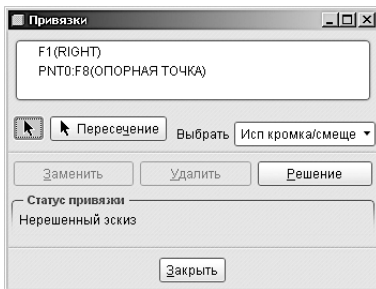 Привязки
F1(RIGHT)
PNT0:F8(ОПОРНАЯ ТОЧКА)
Пересечение Выбрать Исп кромка/смеще
Заменить Удалить Решение
Статус привязки
Нерешенный эскиз
Закрыть